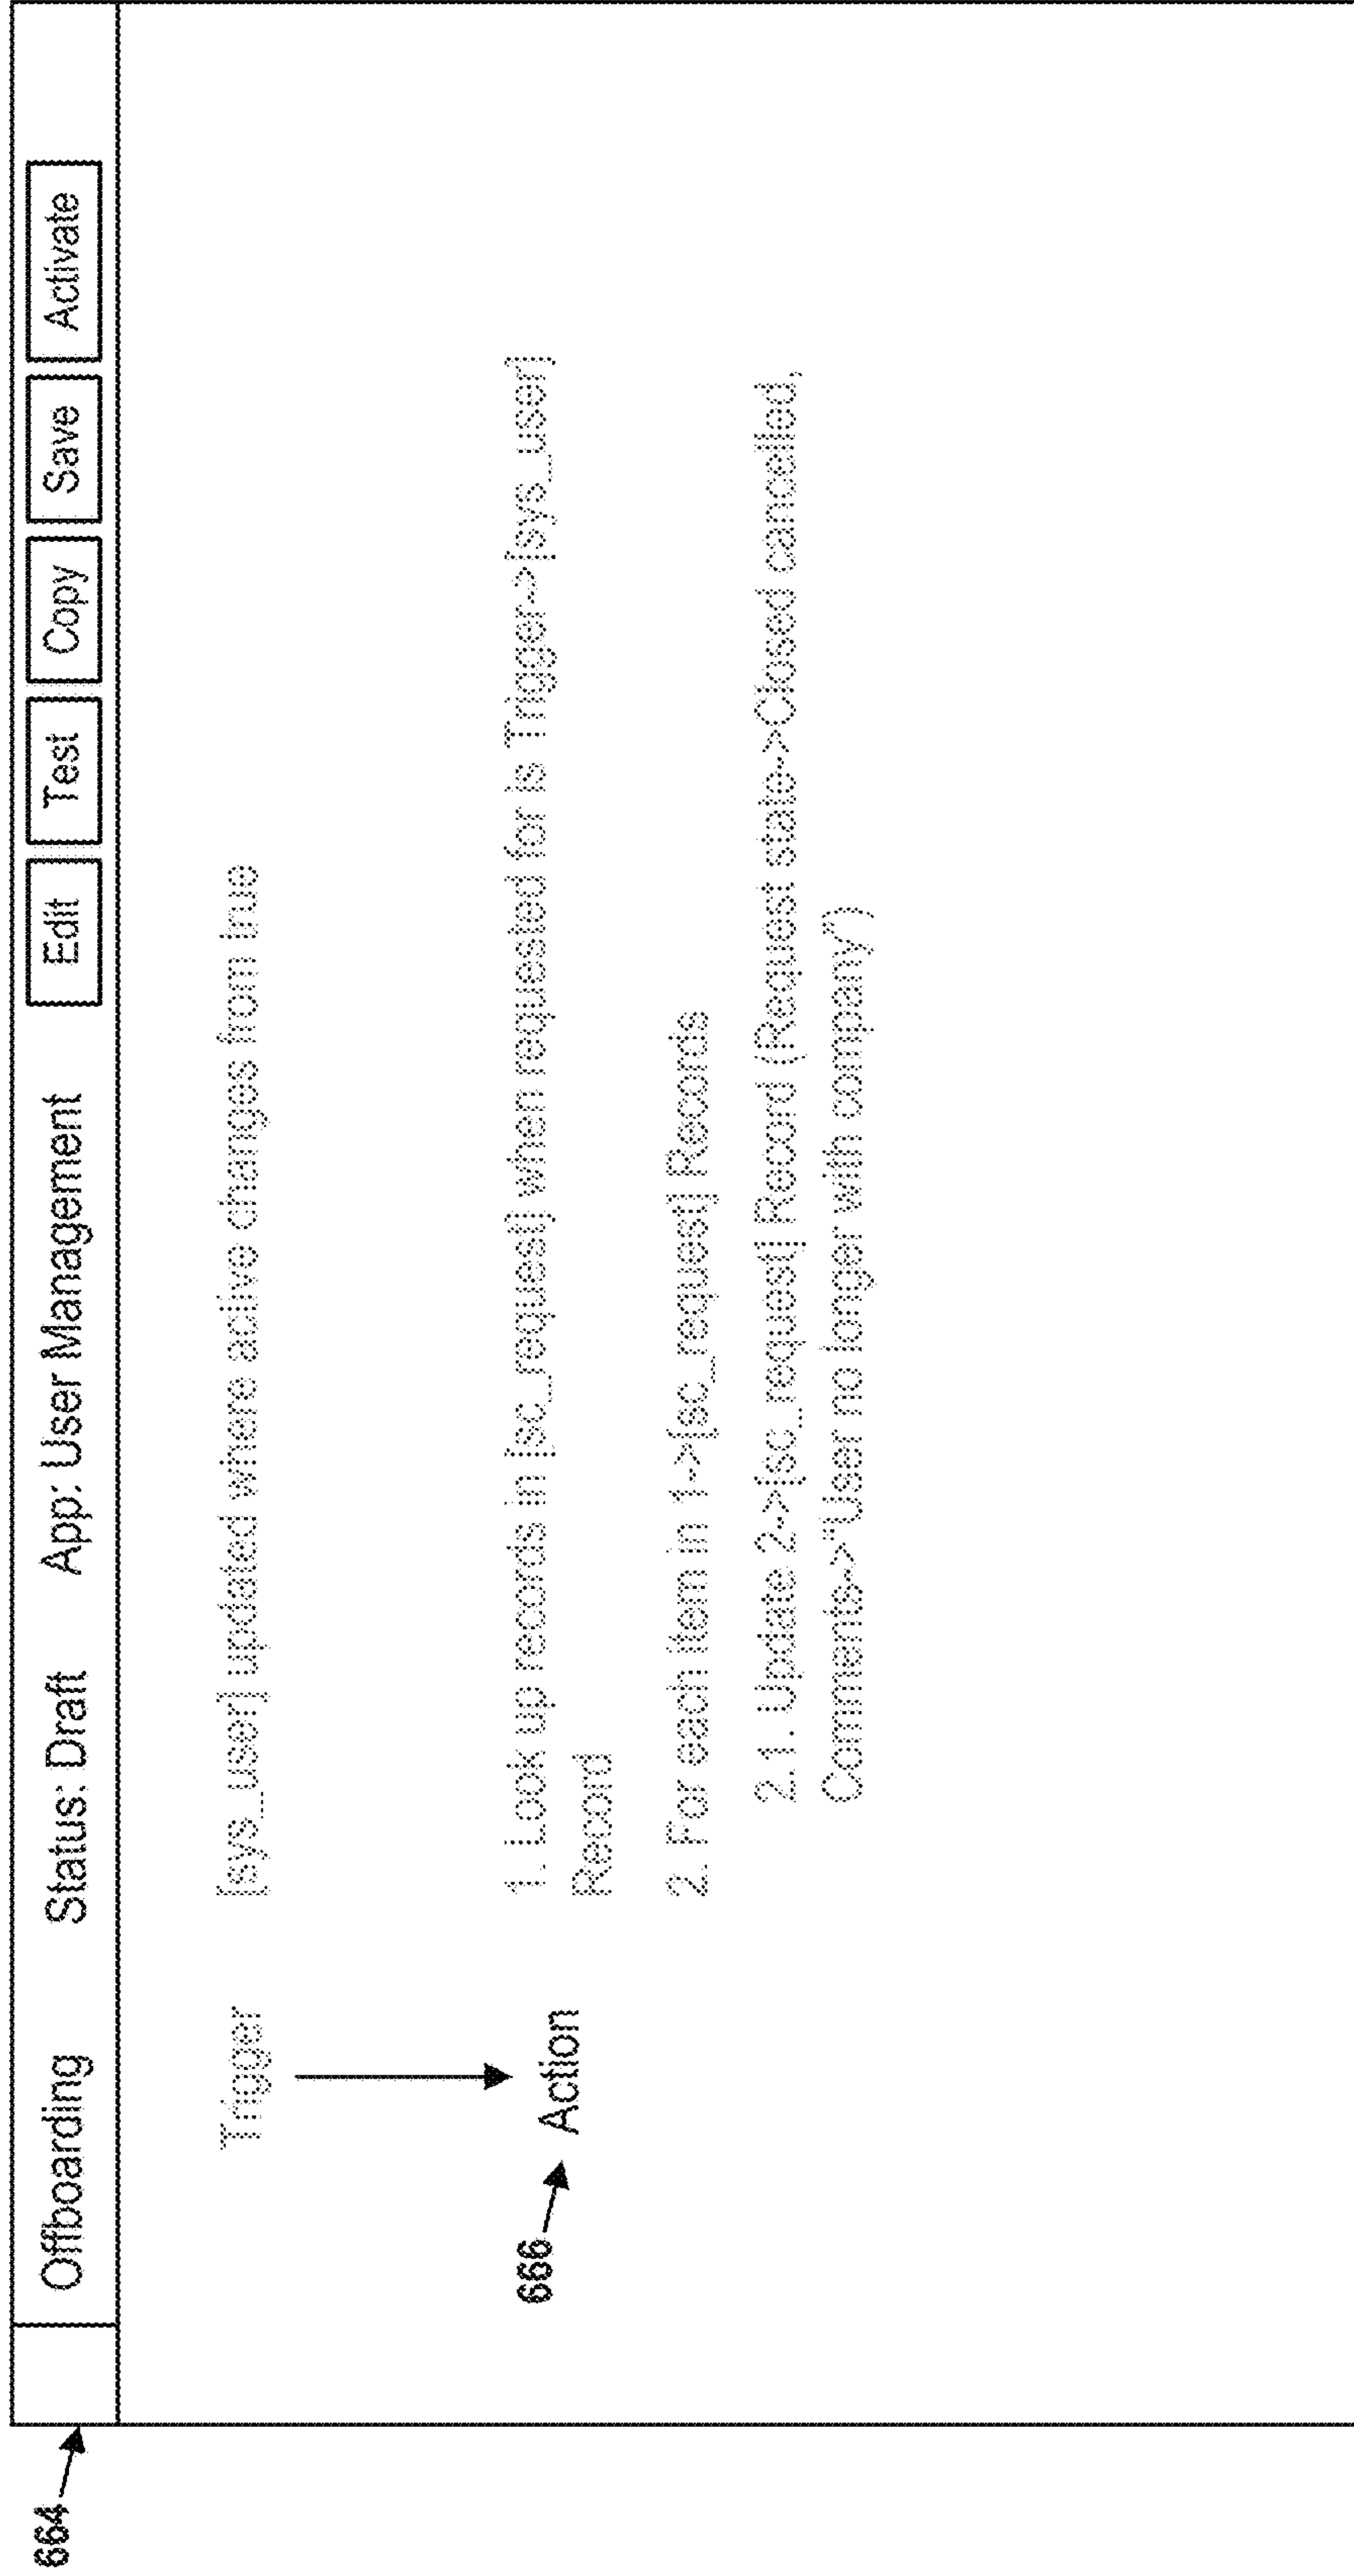 664
Offboarding Status: Draft App: User Management Edit Test Copy Save Activate
Trigger [sys_user] updated where active changes from true
666 Action 1. Look up records in [sc_request] when requested for is Trigger->[sys_user]
Record
2. For each item in 1->[sc_request] Records
2.1. Update 2->[sc_request] Record (Request state->Closed cancelled,
Comments->"User no longer with company")